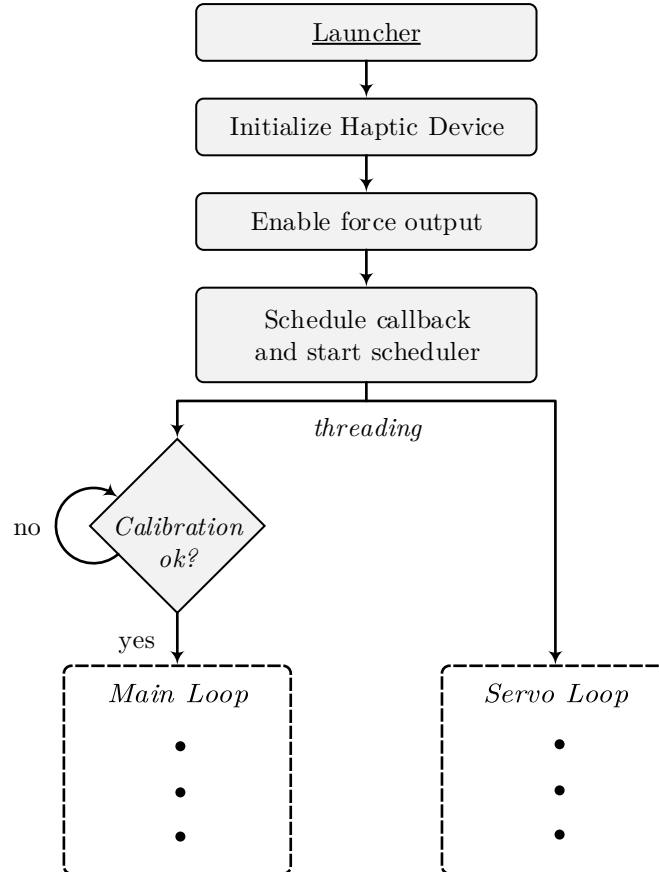 Launcher
Initialize Haptic Device
Enable force output
Schedule callback
and start scheduler
threading
no
Calibration
ok?
yes
Main Loop
Servo Loop